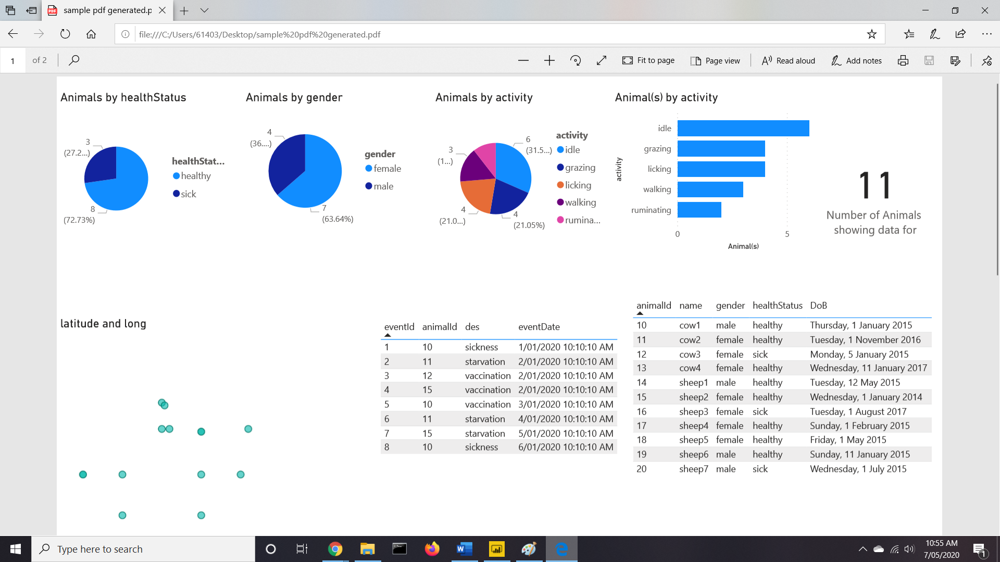 sample pdf generated.p
file:///C:/Users/61403/Desktop/sample%20pdf%20generated.pdf
1 of 2
Fit to page
Page view
Read aloud
Add notes
Animals by healthStatus
3
(27.2...)
8
(72.73%)
healthStat...
healthy
sick
Animals by gender
4
(36....)
7
(63.64%)
gender
female
male
Animals by activity
3
(1...)
6
(31.5...)
4
(21.0...)
4
(21.05%)
activity
idle
grazing
licking
walking
rumina...
Animal(s) by activity
activity
idle
grazing
licking
walking
ruminating
0 5
Animal(s)
11
Number of Animals
showing data for
latitude and long
eventId animalId des eventDate
1 10 sickness 1/01/2020 10:10:10 AM
2 11 starvation 2/01/2020 10:10:10 AM
3 12 vaccination 2/01/2020 10:10:10 AM
4 15 vaccination 2/01/2020 10:10:10 AM
5 10 vaccination 3/01/2020 10:10:10 AM
6 11 starvation 4/01/2020 10:10:10 AM
7 15 starvation 5/01/2020 10:10:10 AM
8 10 sickness 6/01/2020 10:10:10 AM
animalId name gender healthStatus DoB
10 cow1 male healthy Thursday, 1 January 2015
11 cow2 female healthy Tuesday, 1 November 2016
12 cow3 female sick Monday, 5 January 2015
13 cow4 female healthy Wednesday, 11 January 2017
14 sheep1 male healthy Tuesday, 12 May 2015
15 sheep2 female healthy Wednesday, 1 January 2014
16 sheep3 female sick Tuesday, 1 August 2017
17 sheep4 female healthy Sunday, 1 February 2015
18 sheep5 female healthy Friday, 1 May 2015
19 sheep6 male healthy Sunday, 11 January 2015
20 sheep7 male sick Wednesday, 1 July 2015
Type here to search
10:55 AM
7/05/2020
1